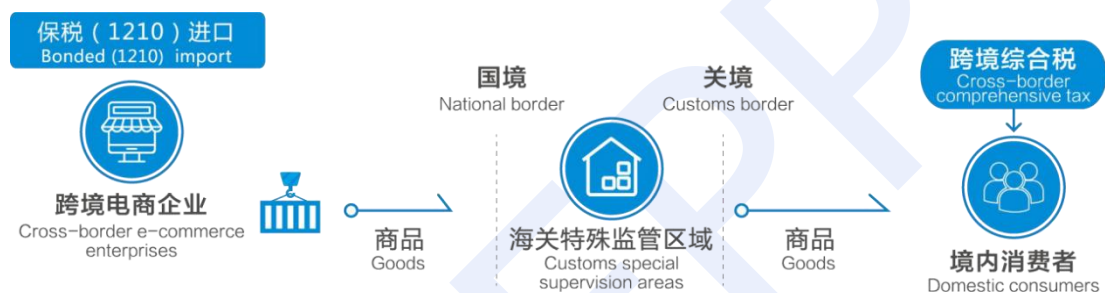 保税（1210）进口
Bonded (1210) import
跨境电商企业
Cross-border e-commerce
enterprises
商品
Goods
国境
National border
海关特殊监管区域
Customs special
supervision areas
关境
Customs border
商品
Goods
跨境综合税
Cross-border
comprehensive tax
境内消费者
Domestic consumers